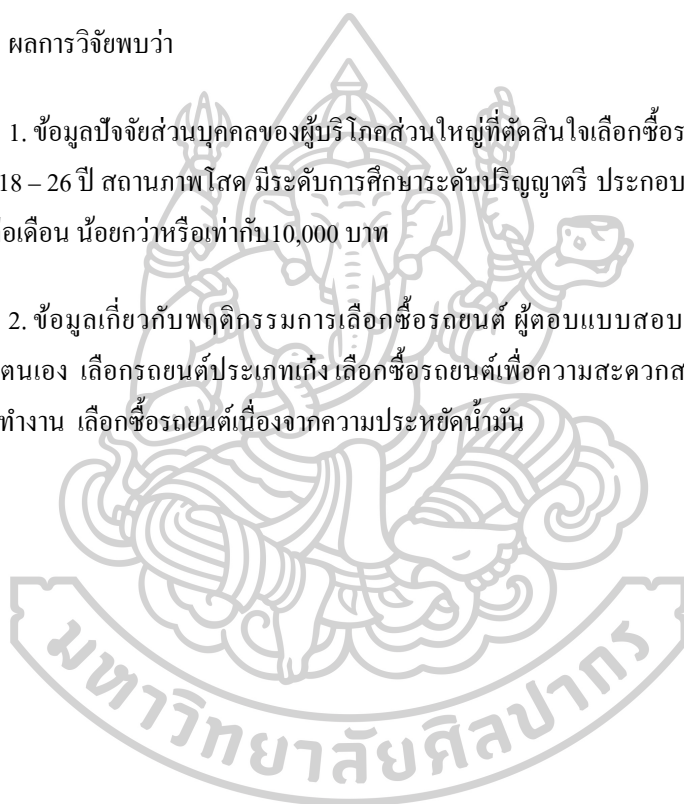 ผลการวิจัยพบว่า
1. ข้อมูลปัจจัยส่วนบุคคลของผู้บริโภคส่วนใหญ่ที่ตัดสินใจเลือกซื้อร
18 – 26 ปี สถานภาพโสด มีระดับการศึกษาระดับปริญญาตรี ประกอบ
่อเดือน น้อยกว่าหรือเท่ากับ10,000 บาท
2. ข้อมูลเกี่ยวกับพฤติกรรมการเลือกซื้อรถยนต์ ผู้ตอบแบบสอบ
ตนเอง เลือกรถยนต์ประเภทเก๋ง เลือกซื้อรถยนต์เพื่อความสะดวกส
ทำงาน เลือกซื้อรถยนต์เนื่องจากความประหยัดน้ำมัน
มหาวิทยาลัยศิลปากร